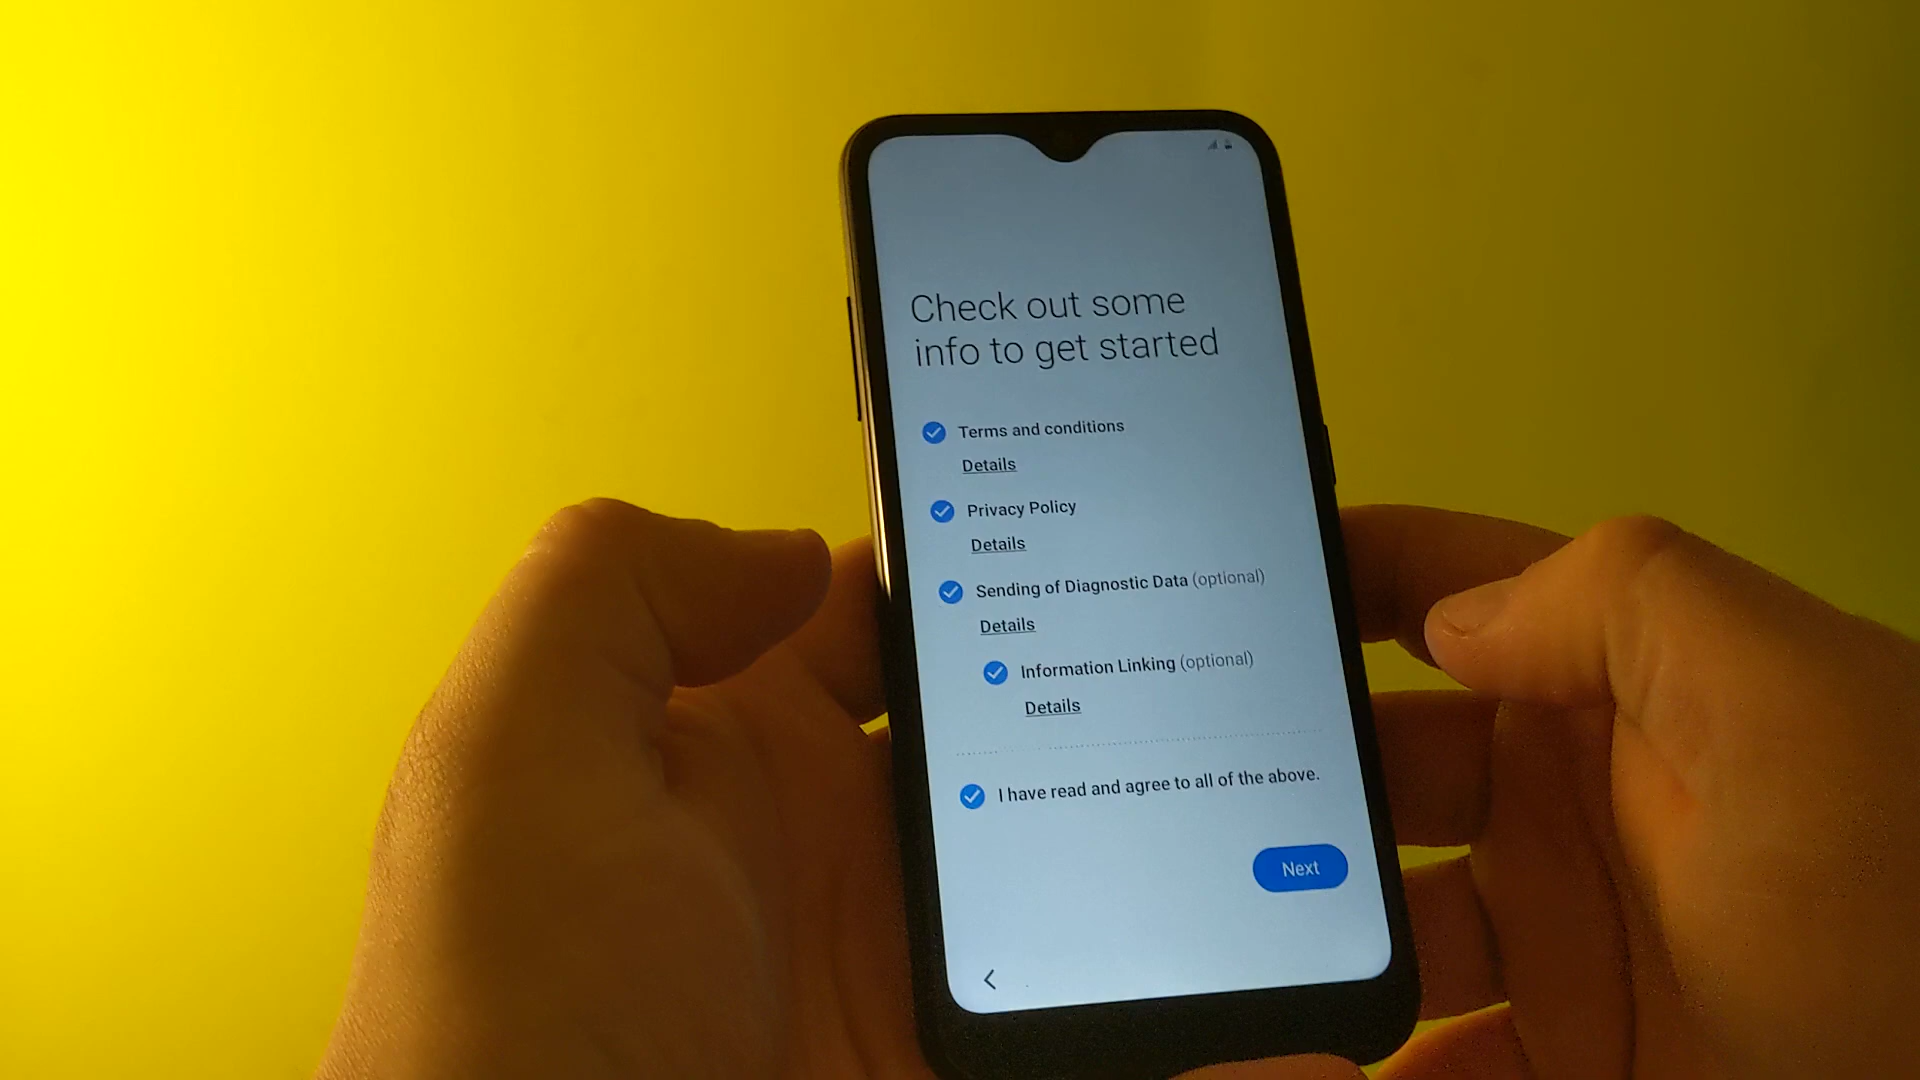 Check out some
info to get started
Terms and conditions
Details
Privacy Policy
Details
Sending of Diagnostic Data (optional)
Details
Information Linking (optional)
Details
I have read and agree to all of the above.
Next